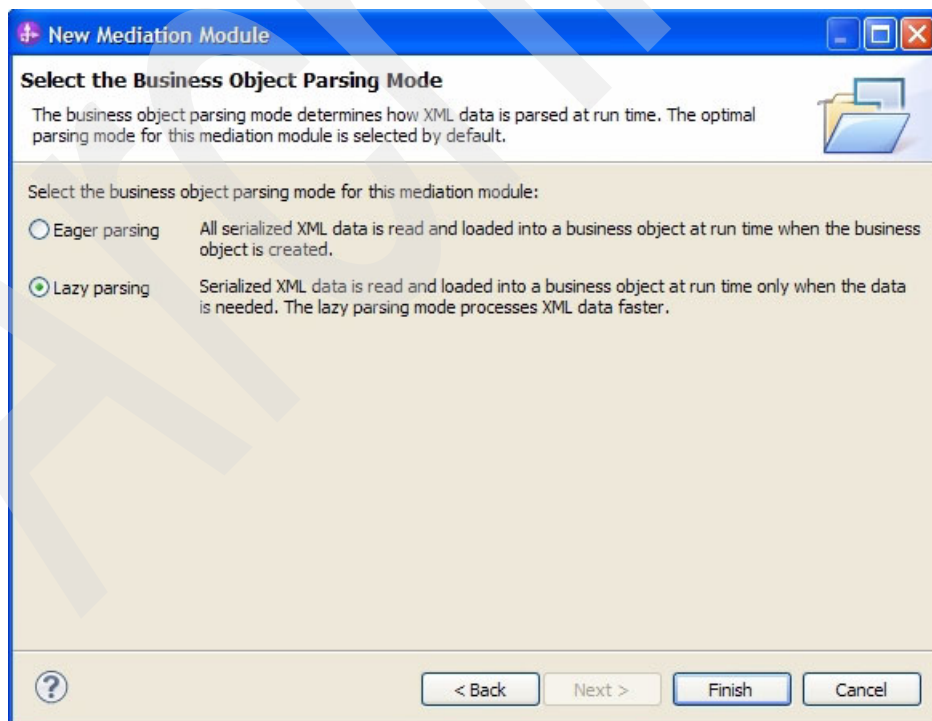 New Mediation Module
Select the Business Object Parsing Mode
The business object parsing mode determines how XML data is parsed at run time. The optimal
parsing mode for this mediation module is selected by default.
Select the business object parsing mode for this mediation module:
Eager parsing All serialized XML data is read and loaded into a business object at run time when the business
object is created.
Lazy parsing Serialized XML data is read and loaded into a business object at run time only when the data
is needed. The lazy parsing mode processes XML data faster.
? < Back Next > Finish Cancel